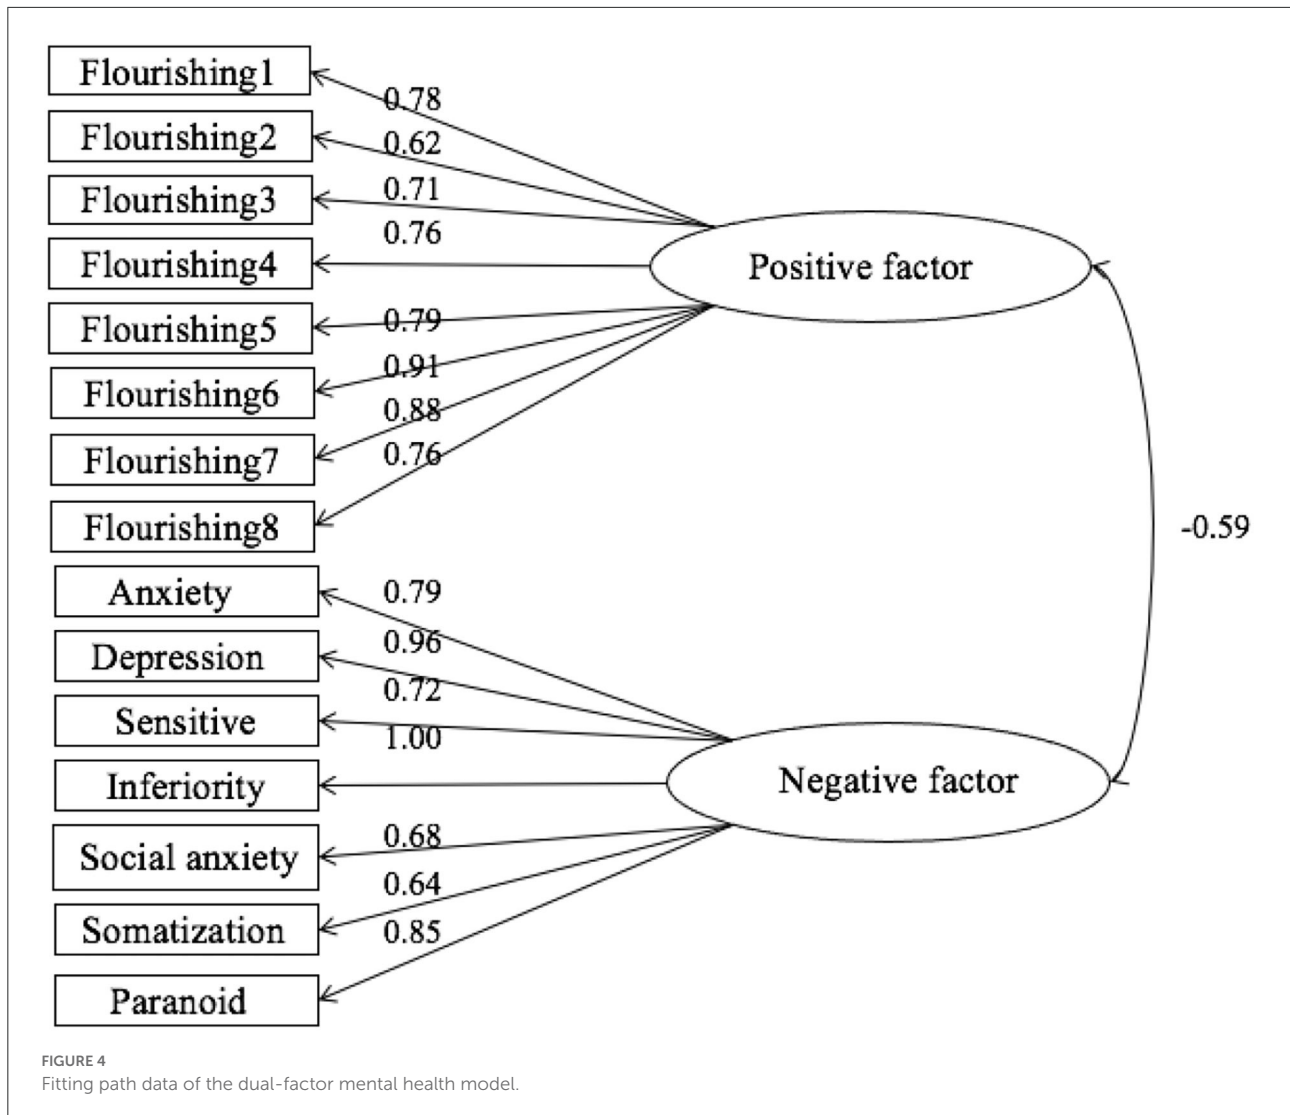 Flourishing1
0.78
Flourishing2
0.62
Flourishing3
0.71
Flourishing4
0.76
Positive factor
Flourishing5
0.79
Flourishing6
0.91
Flourishing7
0.88
Flourishing8
0.76
-0.59
Anxiety
0.79
Depression
0.96
Sensitive
0.72
Inferiority
1.00
Negative factor
Social anxiety
0.68
Somatization
0.64
Paranoid
0.85
FIGURE 4
Fitting path data of the dual-factor mental health model.